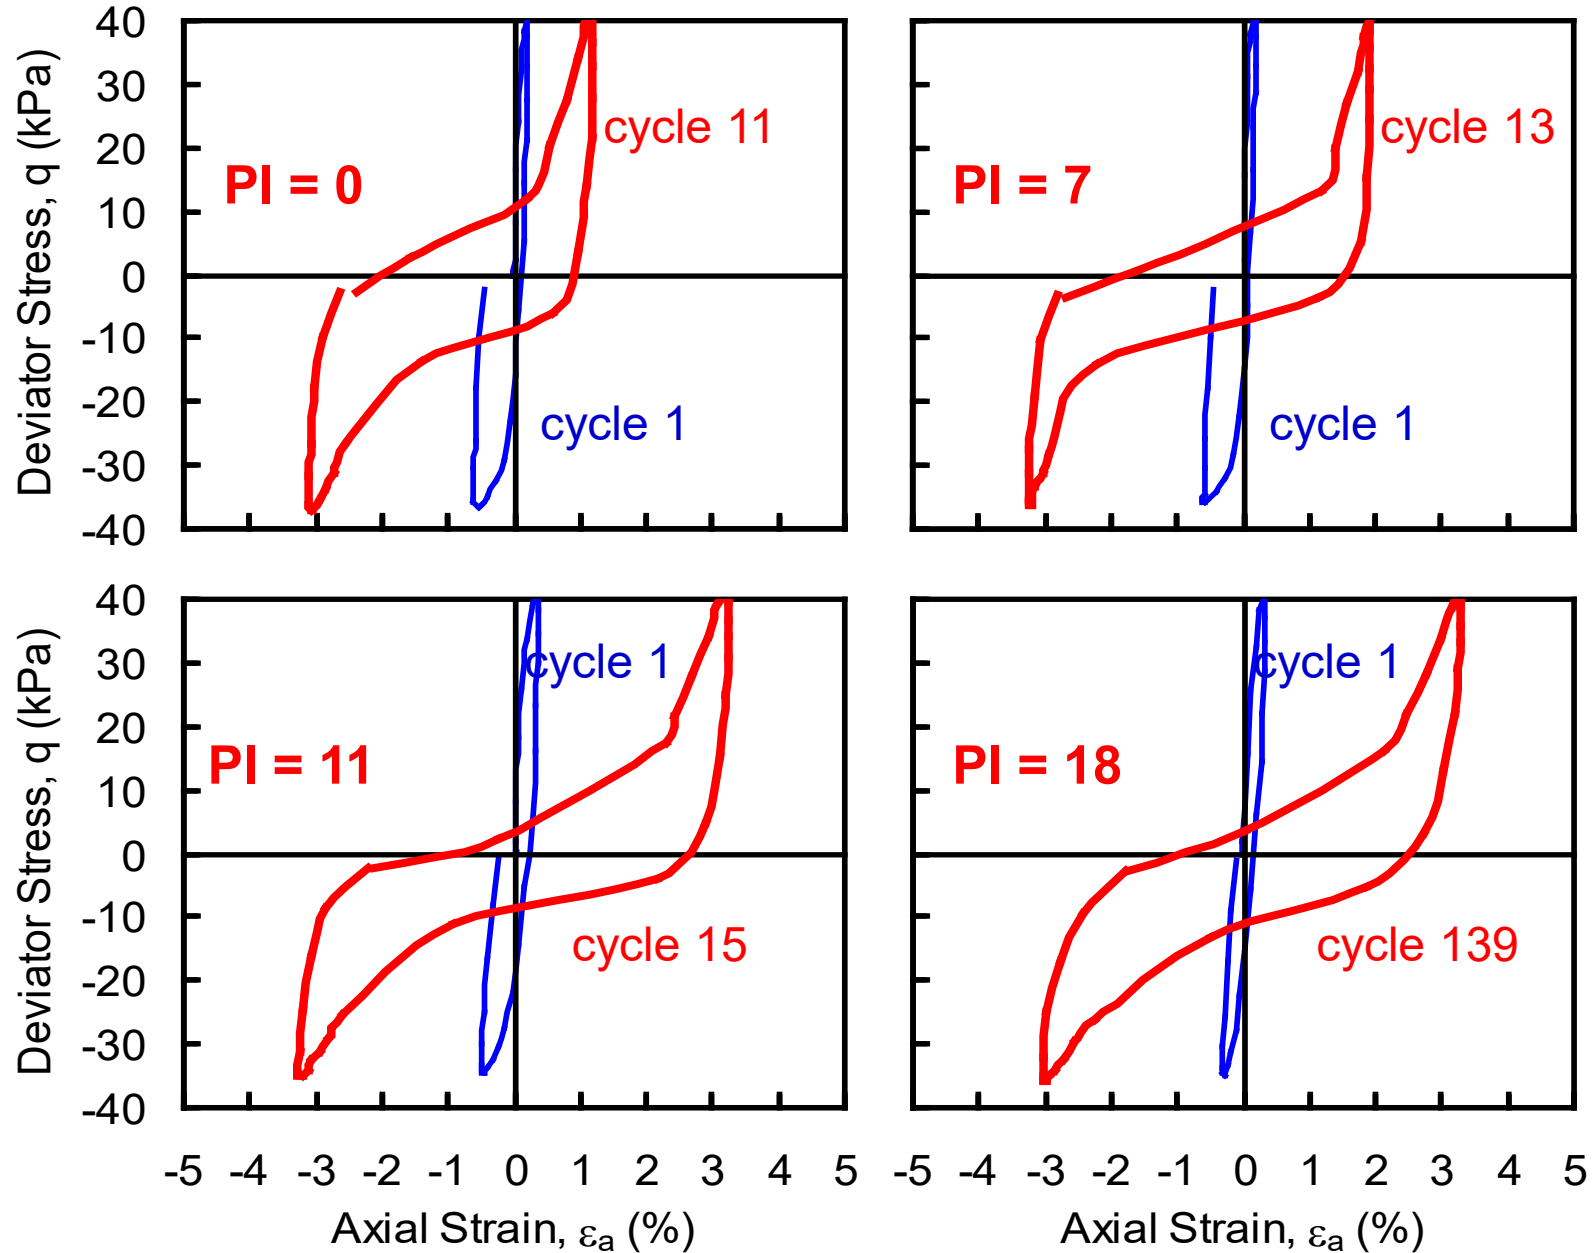 40
30
20
10
0
-10
-20
-30
-40
Deviator Stress, q (kPa)
PI = 0
cycle 11
cycle 1
PI = 7
cycle 13
cycle 1
40
30
20
10
0
-10
-20
-30
-40
Deviator Stress, q (kPa)
PI = 11
cycle 1
cycle 15
PI = 18
cycle 1
cycle 139
-5 -4 -3 -2 -1 0 1 2 3 4 5
Axial Strain, εa (%)
-5 -4 -3 -2 -1 0 1 2 3 4 5
Axial Strain, εa (%)